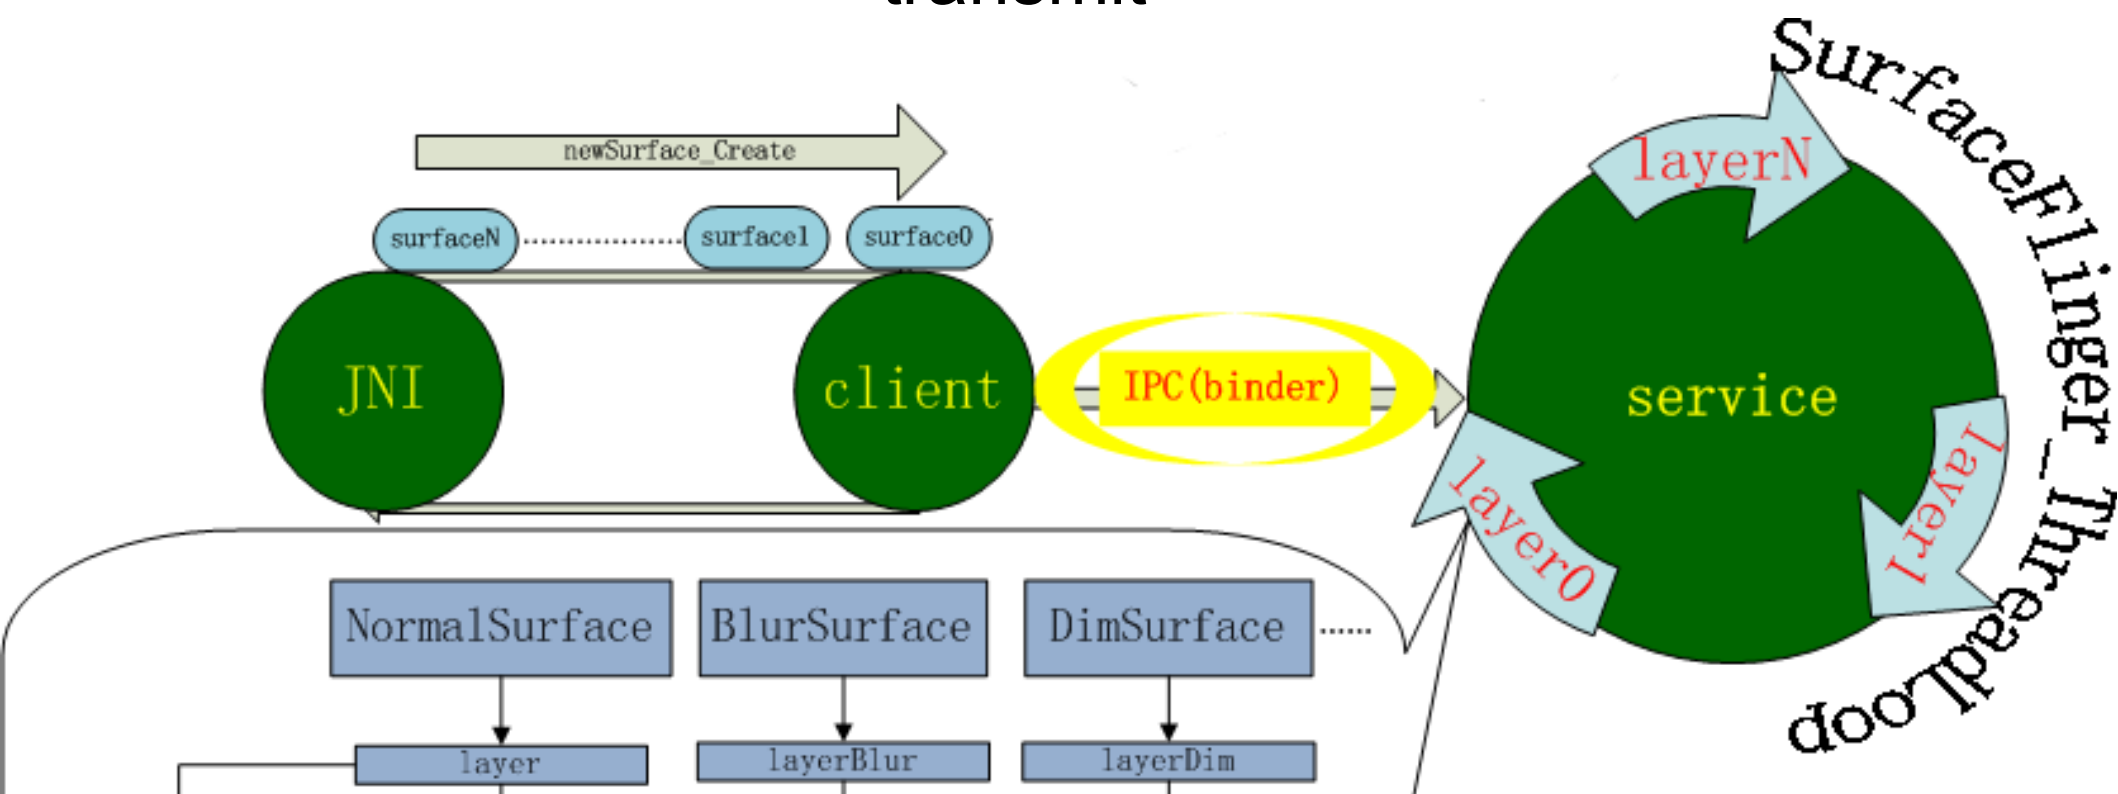 transmit
newSurface_Create
surfaceN
surface1
surface0
JNI
client
IPC(binder)
service
layerN
layer1
layer0
SurfaceFlinger_ThreadLoop
NormalSurface
BlurSurface
DimSurface
......
layer
layerBlur
layerDim